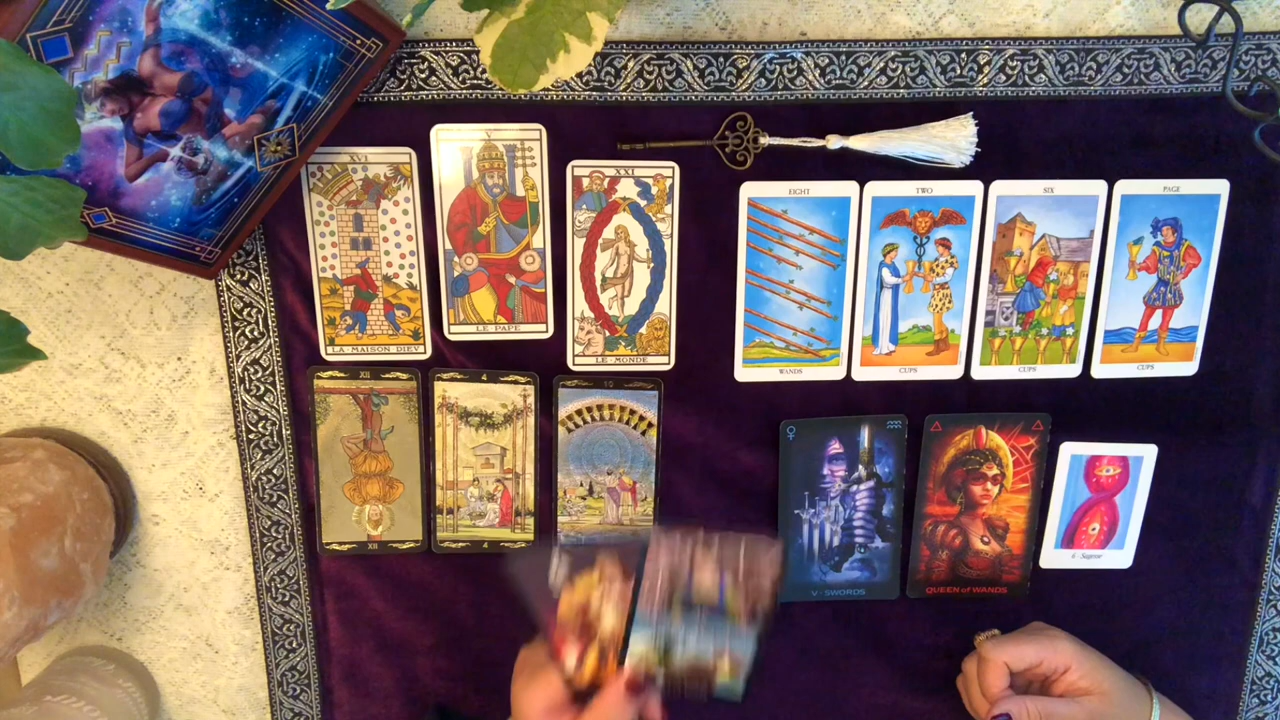 XVI
LA·MAISON DIEV
V
LE·PAPE
XXI
LE·MONDE
EIGHT
WANDS
TWO
CUPS
SIX
CUPS
PAGE
CUPS
XII
XII
4
4
10
V - SWORDS
QUEEN of WANDS
6 - Sagesse